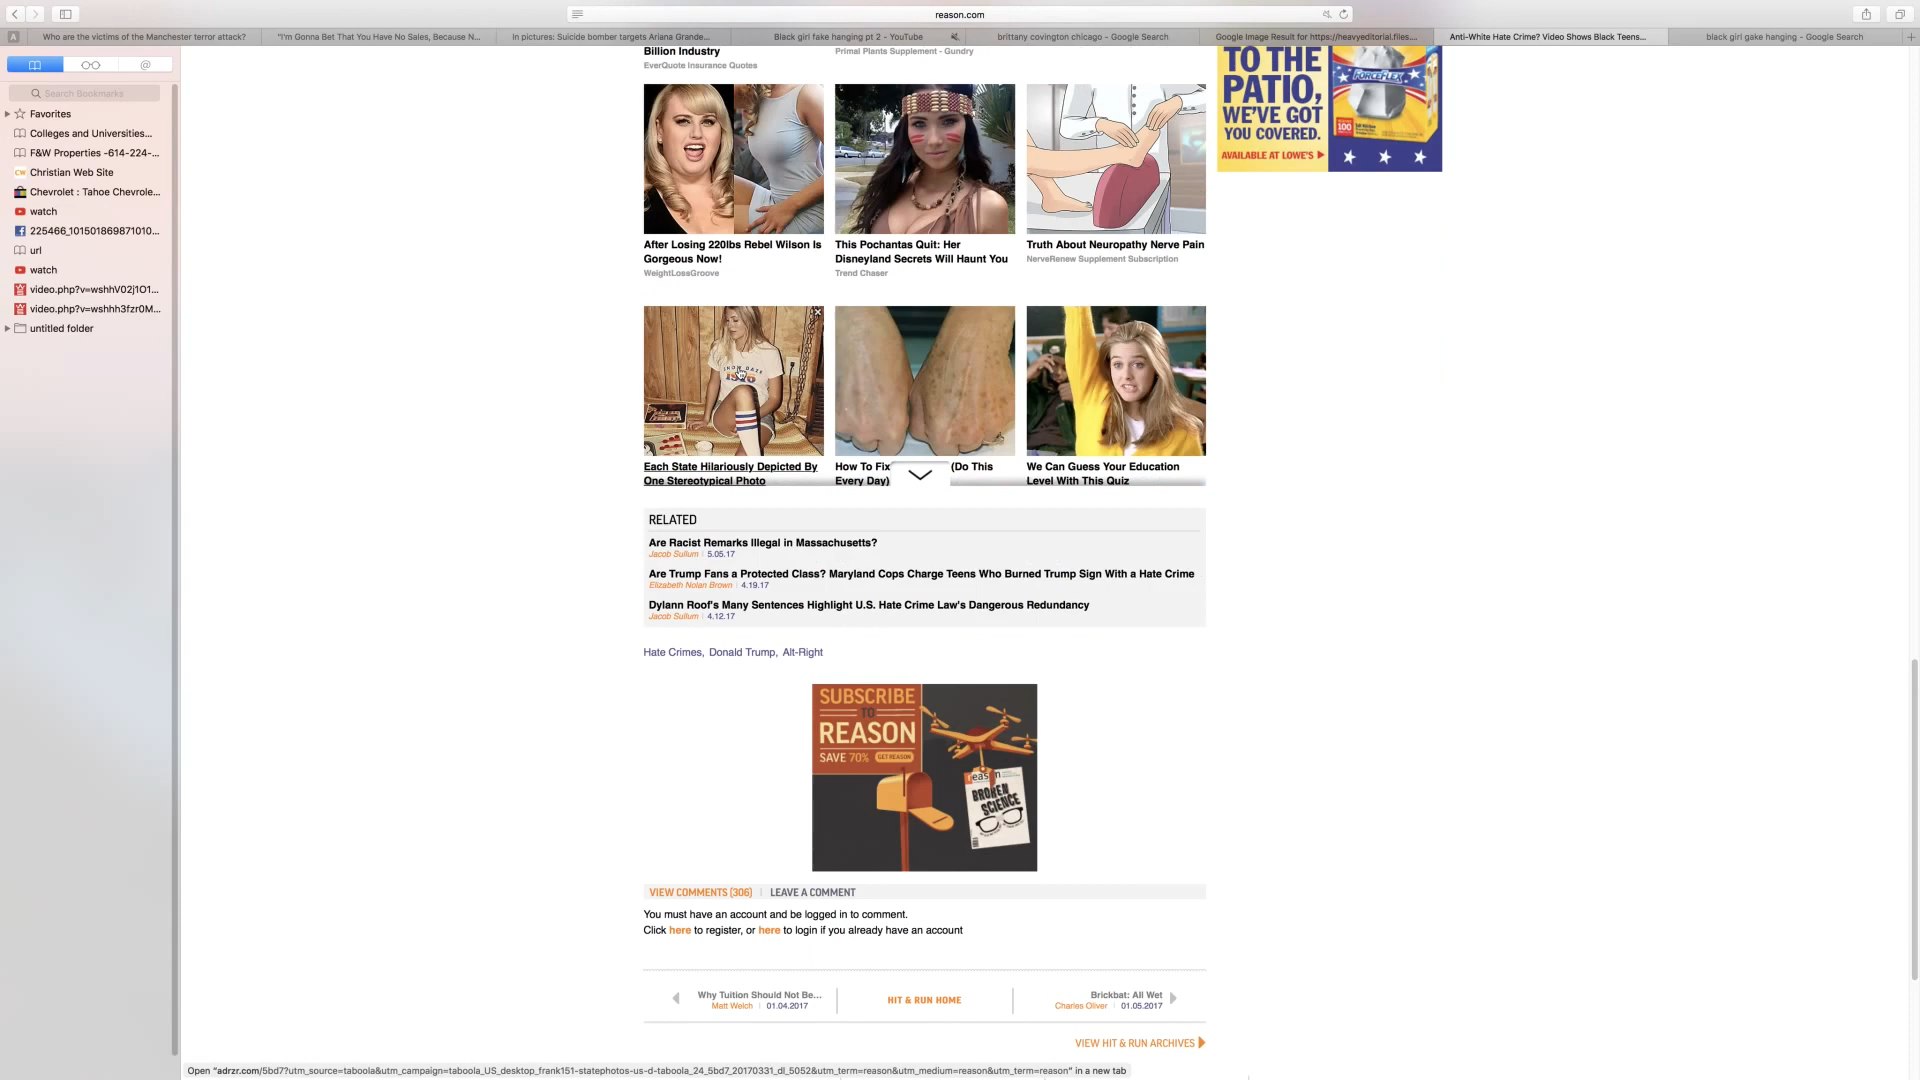 reason.com
Who are the victims of the Manchester terror attack?
"I'm Gonna Bet That You Have No Sales, Because N...
In pictures: Suicide bomber targets Ariana Grande...
Black girl fake hanging pt 2 - YouTube
brittany covington chicago - Google Search
Google Image Result for https://heavyeditorial.files....
Anti-White Hate Crime? Video Shows Black Teens...
black girl gake hanging - Google Search
Search Bookmarks
Favorites
Colleges and Universities...
F&W Properties -614-224-...
CW Christian Web Site
Chevrolet : Tahoe Chevrole...
watch
225466_101501869871010...
url
watch
video.php?v=wshhV02j1O1...
video.php?v=wshhh3fzr0M...
untitled folder
Billion Industry
EverQuote Insurance Quotes
Primal Plants Supplement - Gundry
TO THE
PATIO,
WE'VE GOT
YOU COVERED.
AVAILABLE AT LOWE'S
FORCEFLEX
100
After Losing 220lbs Rebel Wilson Is
Gorgeous Now!
WeightLossGroove
This Pochantas Quit: Her
Disneyland Secrets Will Haunt You
Trend Chaser
Truth About Neuropathy Nerve Pain
NerveRenew Supplement Subscription
Each State Hilariously Depicted By
One Stereotypical Photo
How To Fix (Do This
Every Day)
We Can Guess Your Education
Level With This Quiz
RELATED
Are Racist Remarks Illegal in Massachusetts?
Jacob Sullum | 5.05.17
Are Trump Fans a Protected Class? Maryland Cops Charge Teens Who Burned Trump Sign With a Hate Crime
Elizabeth Nolan Brown | 4.19.17
Dylann Roof's Many Sentences Highlight U.S. Hate Crime Law's Dangerous Redundancy
Jacob Sullum | 4.12.17
Hate Crimes, Donald Trump, Alt-Right
SUBSCRIBE
TO
REASON
SAVE 70% GET REASON
reason
BROKEN
SCIENCE
VIEW COMMENTS (306) | LEAVE A COMMENT
You must have an account and be logged in to comment.
Click here to register, or here to login if you already have an account
Why Tuition Should Not Be...
Matt Welch | 01.04.2017
HIT & RUN HOME
Brickbat: All Wet
Charles Oliver | 01.05.2017
VIEW HIT & RUN ARCHIVES
Open "adrzr.com/5bd7?utm_source=taboola&utm_campaign=taboola_US_desktop_frank151-statephotos-us-d-taboola_24_5bd7_20170331_dl_5052&utm_term=reason&utm_medium=reason&utm_term=reason" in a new tab